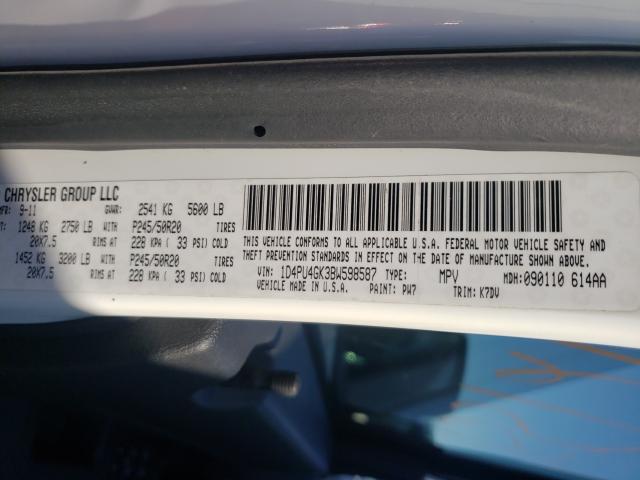 CHRYSLER GROUP LLC
MFR: 9-11 GVWR: 2541 KG 5600 LB
1248 KG 2750 LB WITH P245/50R20 TIRES
20X7.5 RIMS AT 228 KPA ( 33 PSI) COLD
1452 KG 3200 LB WITH P245/50R20 TIRES
20X7.5 RIMS AT 228 KPA ( 33 PSI) COLD
THIS VEHICLE CONFORMS TO ALL APPLICABLE U.S.A. FEDERAL MOTOR VEHICLE SAFETY AND
THEFT PREVENTION STANDARDS IN EFFECT ON THE DATE OF MANUFACTURE SHOWN ABOVE.
VIN: 1D4PU4GK3BW598587 TYPE: MPV MDH: 090110 614AA
VEHICLE MADE IN U.S.A. PAINT: PW7 TRIM: K7DV